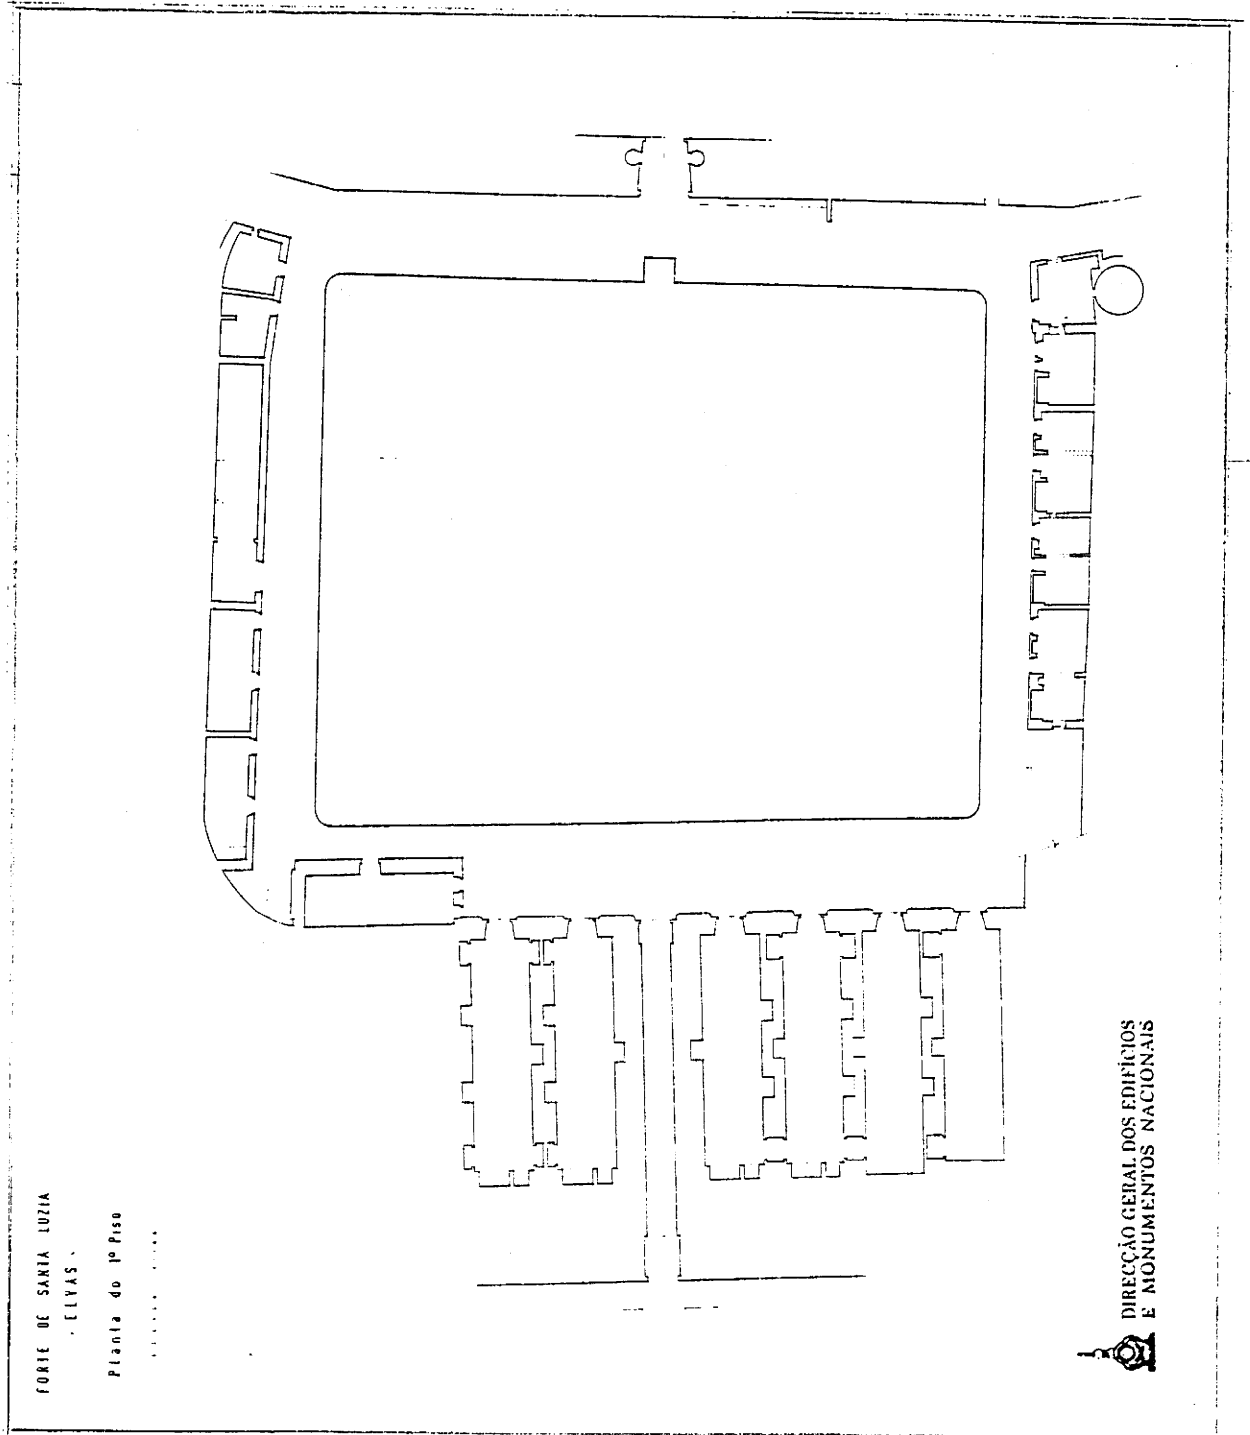 FORTE DE SANTA LUZIA
. ELVAS .
Planta do 1º Piso
DIRECÇÃO GERAL DOS EDIFÍCIOS
E MONUMENTOS NACIONAIS